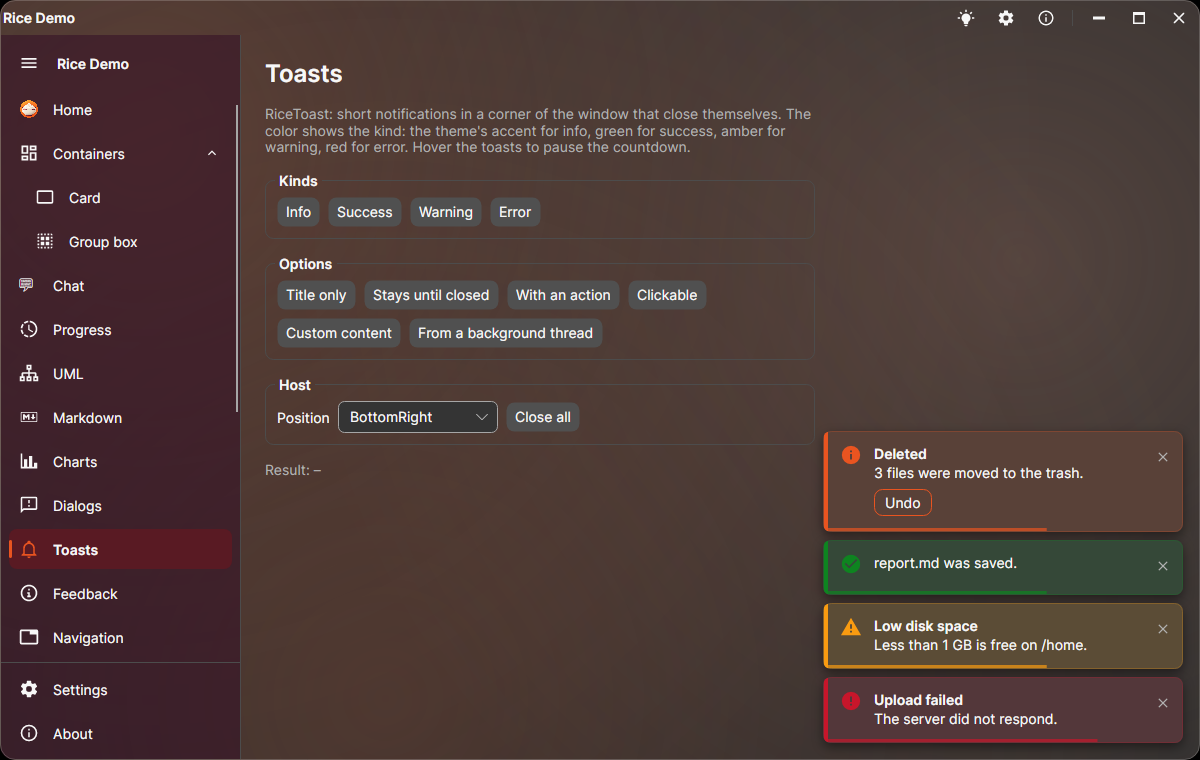 Rice Demo
Rice Demo
Home
Containers
Card
Group box
Chat
Progress
UML
Markdown
Charts
Dialogs
Toasts
Feedback
Navigation
Settings
About
Toasts
RiceToast: short notifications in a corner of the window that close themselves. The
color shows the kind: the theme's accent for info, green for success, amber for
warning, red for error. Hover the toasts to pause the countdown.
Kinds
Info Success Warning Error
Options
Title only Stays until closed With an action Clickable
Custom content From a background thread
Host
Position BottomRight Close all
Result: –
Deleted
3 files were moved to the trash.
Undo
report.md was saved.
Low disk space
Less than 1 GB is free on /home.
Upload failed
The server did not respond.